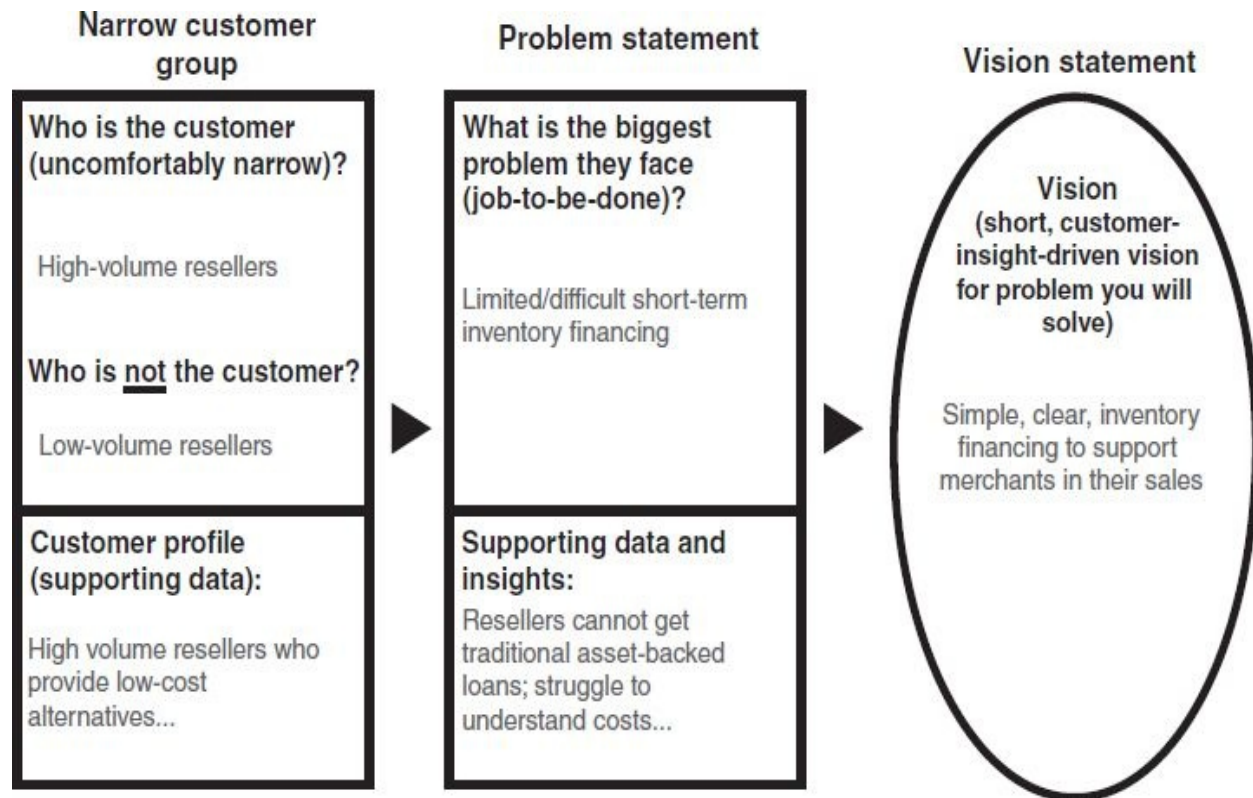 Narrow customer
group
Who is the customer
(uncomfortably narrow)?
High-volume resellers
Who is not the customer?
Low-volume resellers
Customer profile
(supporting data):
High volume resellers who
provide low-cost
alternatives...
Problem statement
What is the biggest
problem they face
(job-to-be-done)?
Limited/difficult short-term
inventory financing
Supporting data and
insights:
Resellers cannot get
traditional asset-backed
loans; struggle to
understand costs...
Vision statement
Vision
(short, customer-
insight-driven vision
for problem you will
solve)
Simple, clear, inventory
financing to support
merchants in their sales